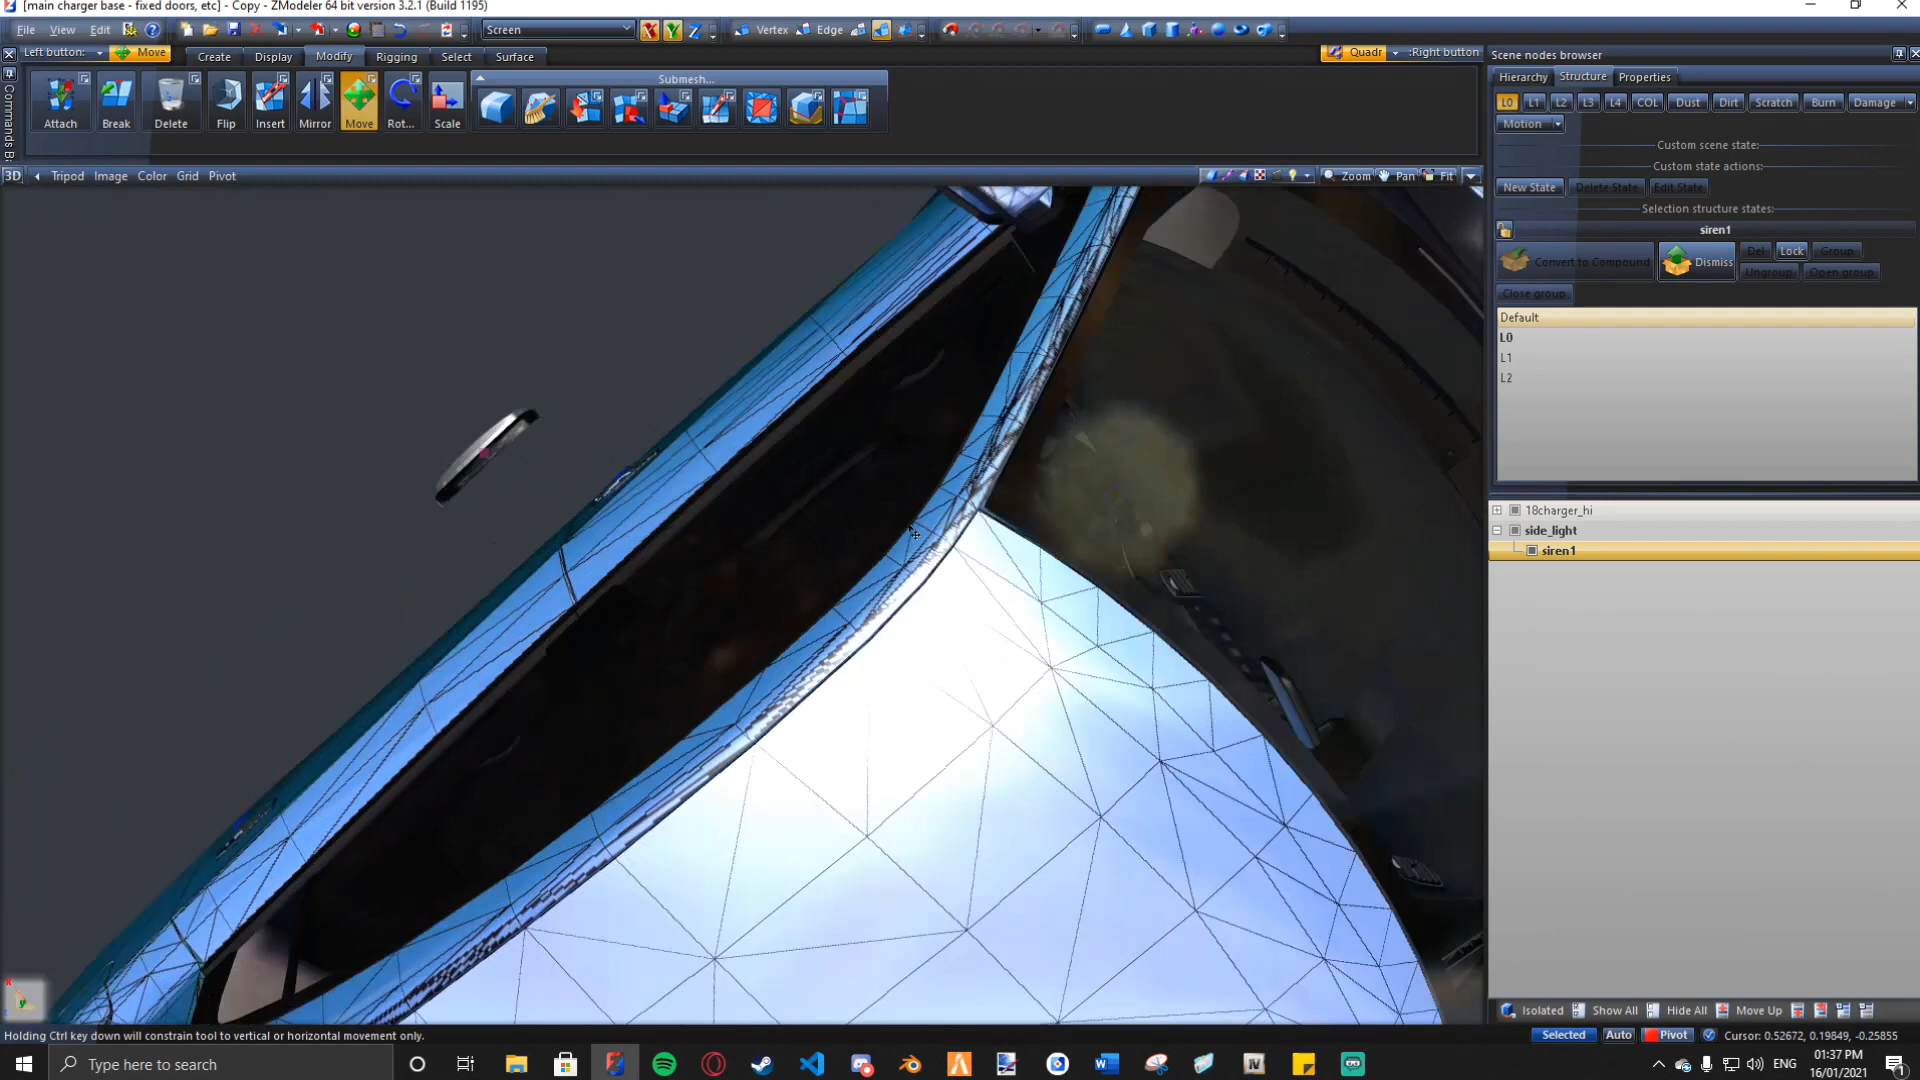 [main charger base - fixed doors, etc] - Copy - ZModeler 64 bit version 3.2.1 (Build 1195)
File View Edit Screen Vertex Edge
Left button: Move Create Display Modify Rigging Select Surface Quadr :Right button
Attach Break Delete Flip Insert Mirror Move Rot... Scale
Submesh...
Commands B
3D Tripod Image Color Grid Pivot Zoom Pan Fit
Scene nodes browser
Hierarchy Structure Properties
L0 L1 L2 L3 L4 COL Dust Dirt Scratch Burn Damage
Motion
Custom scene state:
Custom state actions:
New State Delete State Edit State
Selection structure states:
siren1
Convert to Compound Dismiss Del Lock Group
Ungroup Open group
Close group
Default
L0
L1
L2
18charger_hi
side_light
siren1
Isolated Show All Hide All Move Up
Holding Ctrl key down will constrain tool to vertical or horizontal movement only.
Selected Auto Pivot Cursor: 0.52672, 0.19849, -0.25855
Type here to search
ENG
01:37 PM
16/01/2021